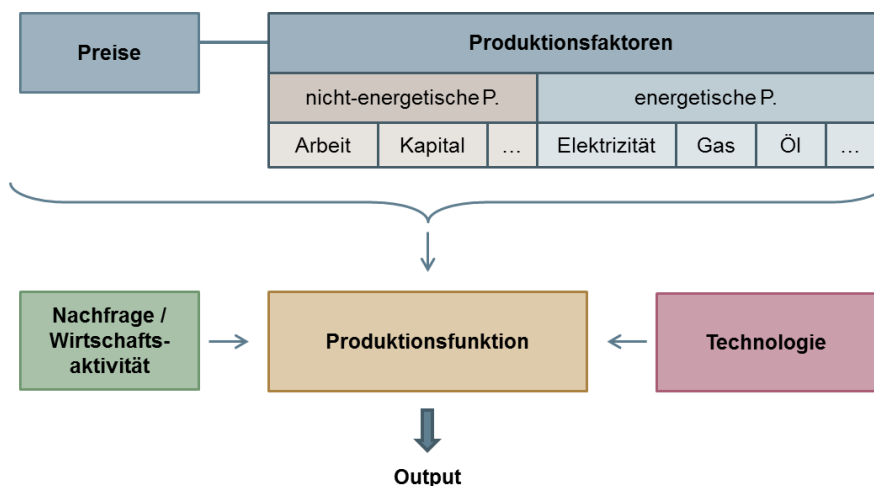 Preise
Produktionsfaktoren
nicht-energetische P.
energetische P.
Arbeit
Kapital
...
Elektrizität
Gas
Öl
...
Nachfrage /
Wirtschafts-
aktivität
Produktionsfunktion
Technologie
Output